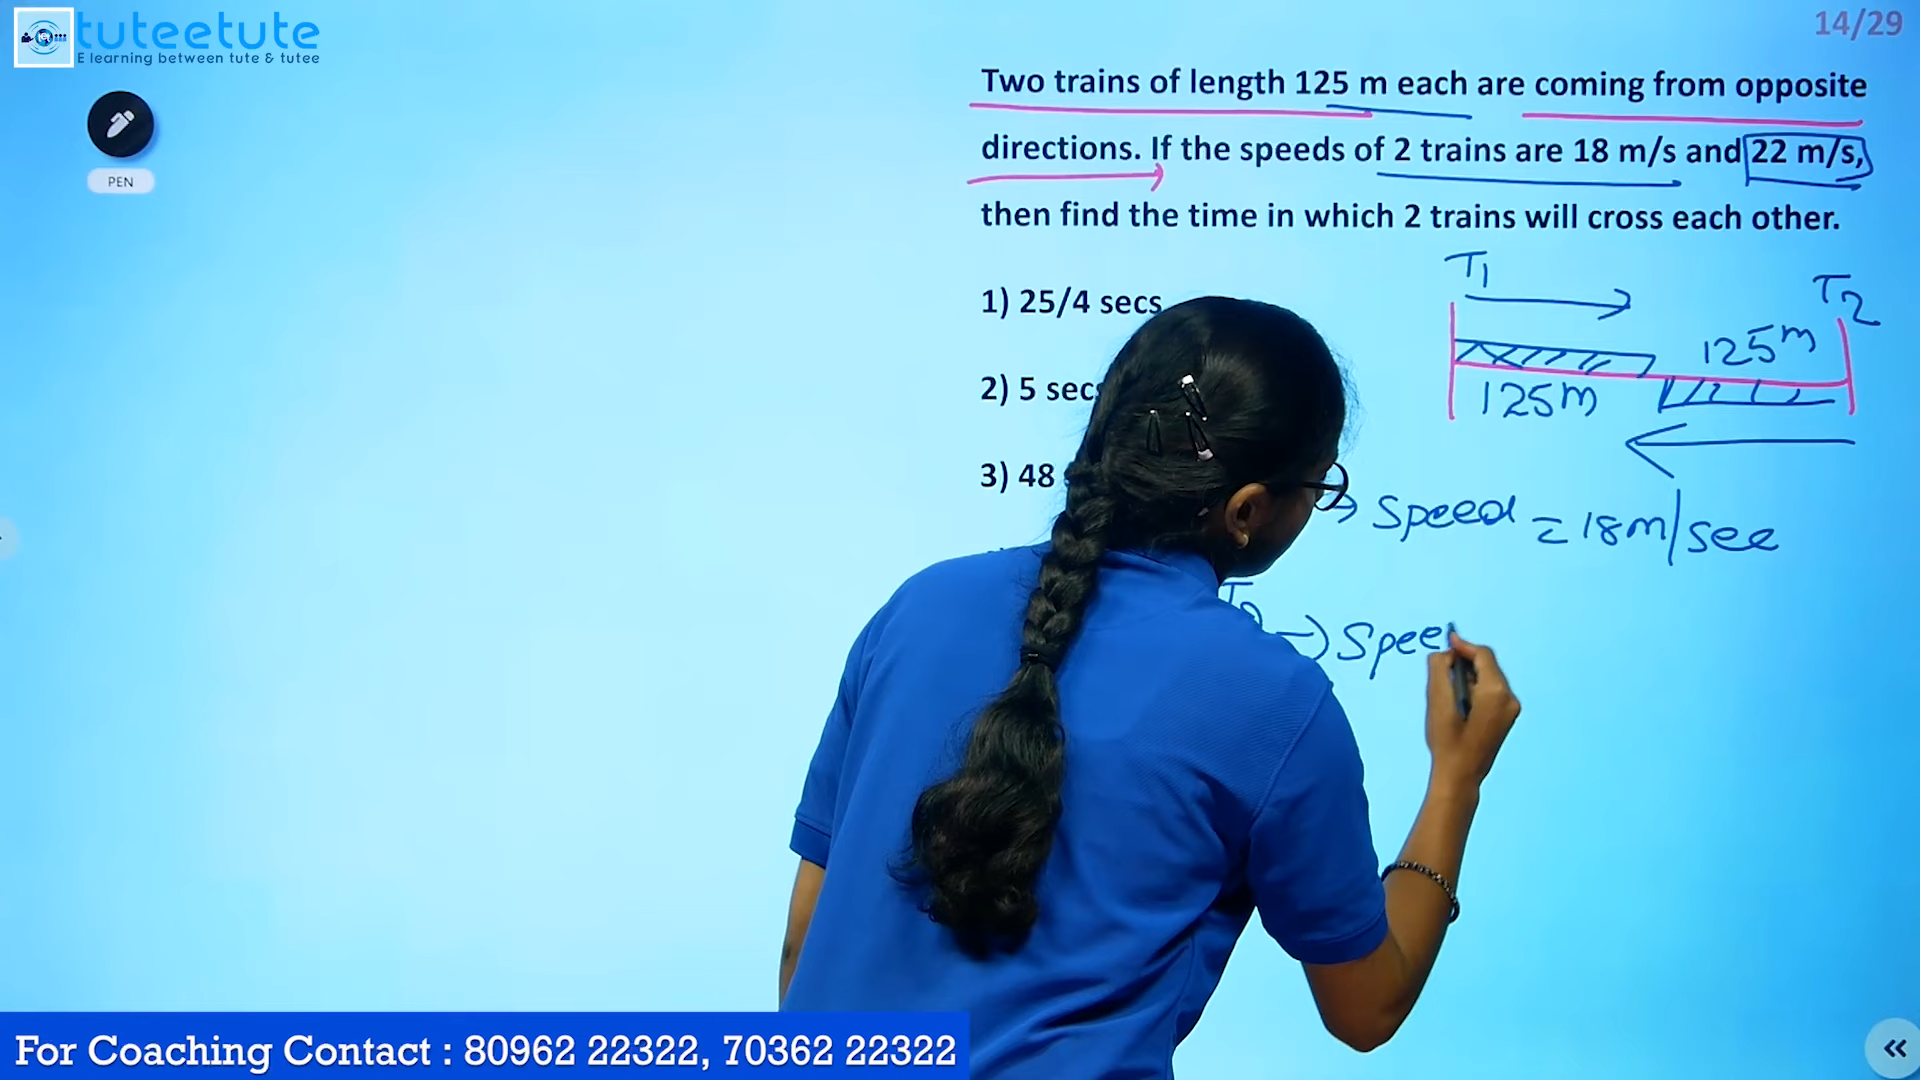 tuteetute
E learning between tute & tutee
14/29
PEN
Two trains of length 125 m each are coming from opposite
directions. If the speeds of 2 trains are 18 m/s and 22 m/s,
then find the time in which 2 trains will cross each other.
1) 25/4 secs
2) 5 secs
3) 48
T1
T2
125m
125m
→ Speed = 18m/sec
→ Spee
For Coaching Contact : 80962 22322, 70362 22322